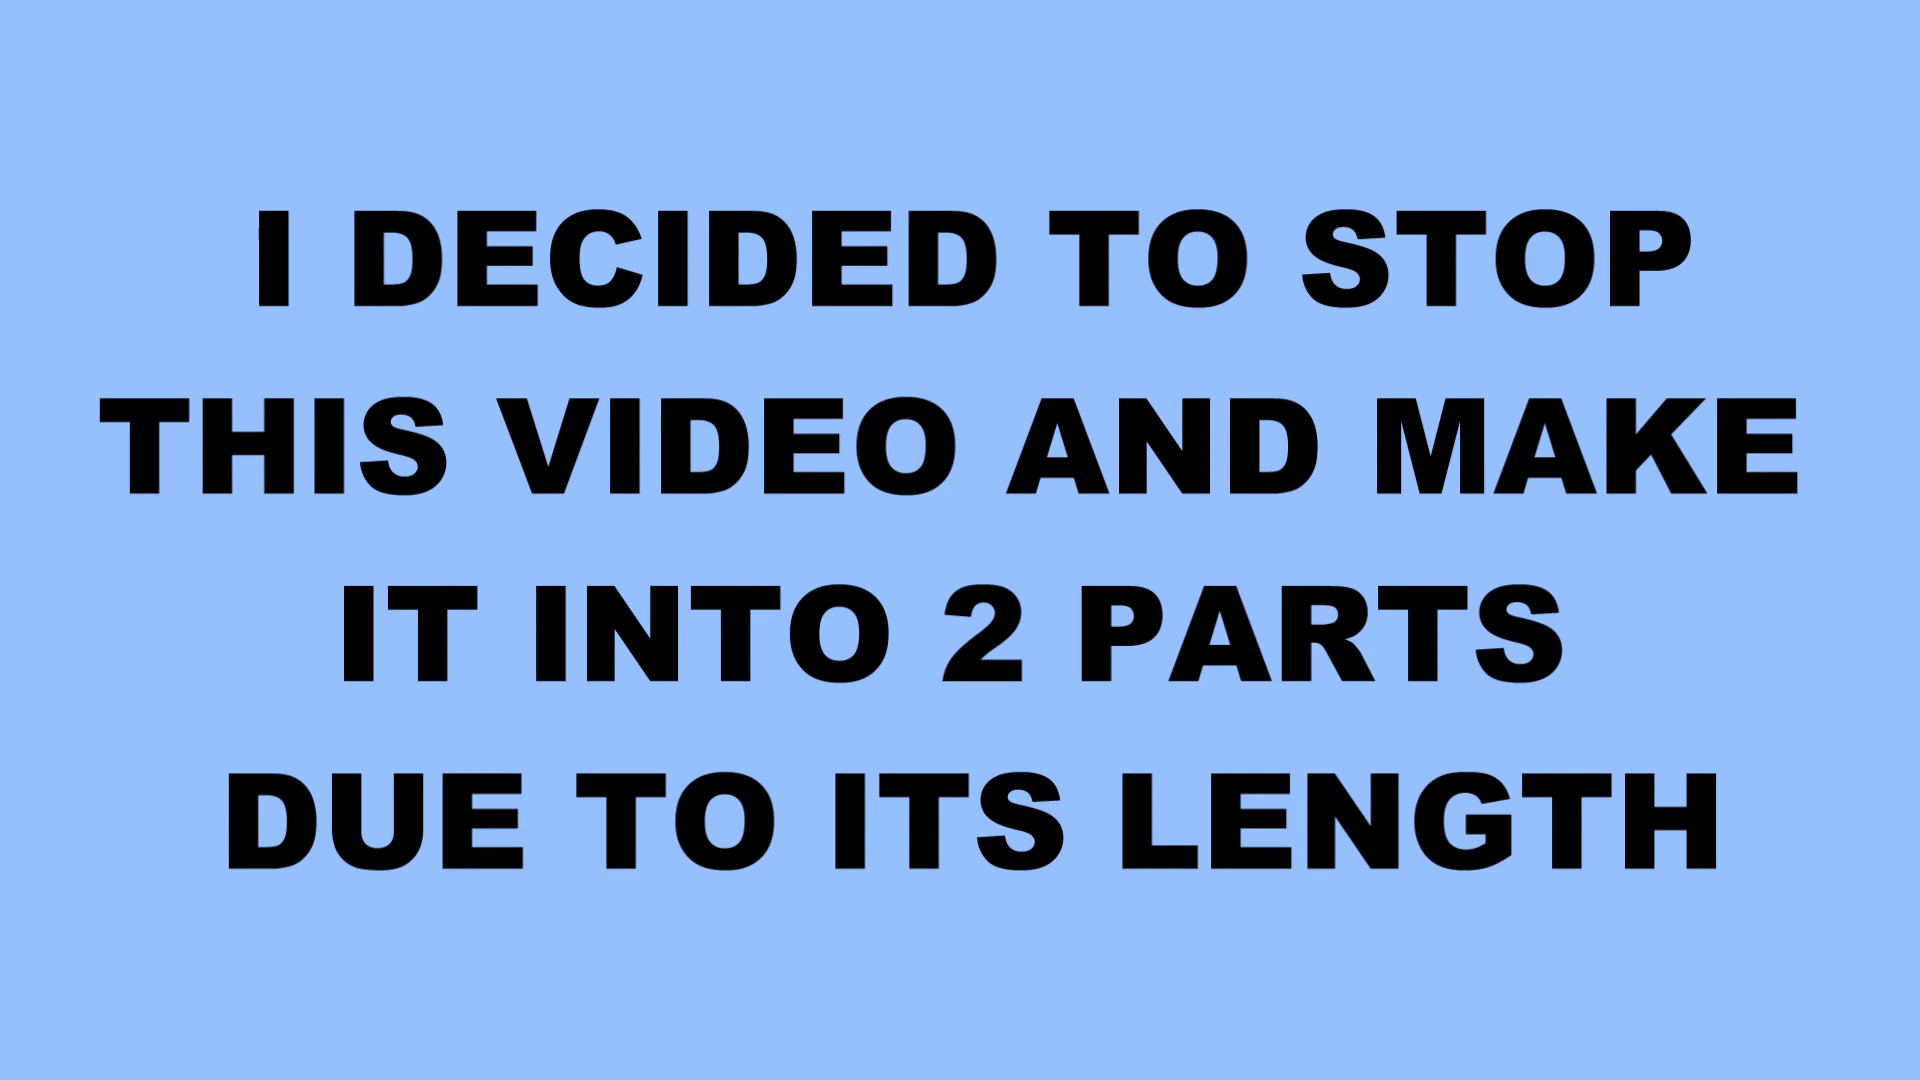 I DECIDED TO STOP
THIS VIDEO AND MAKE
IT INTO 2 PARTS
DUE TO ITS LENGTH